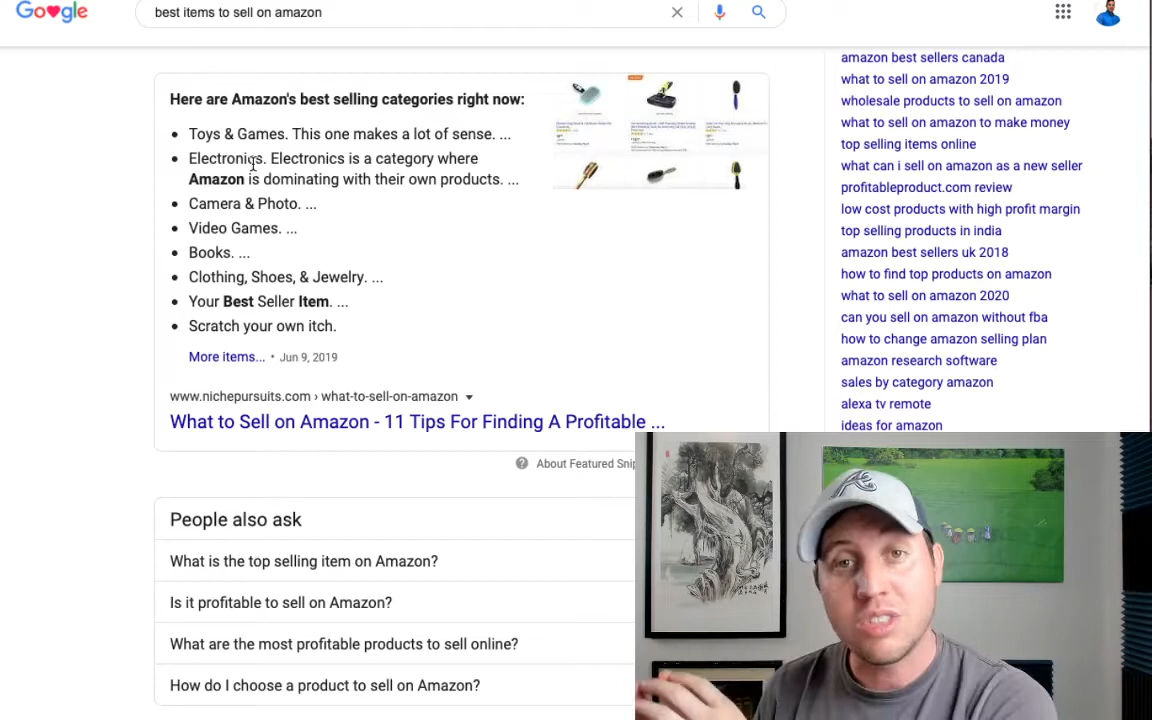 Google
best items to sell on amazon
Here are Amazon's best selling categories right now:
Toys & Games. This one makes a lot of sense. ...
Electronics. Electronics is a category where
Amazon is dominating with their own products. ...
Camera & Photo. ...
Video Games. ...
Books. ...
Clothing, Shoes, & Jewelry. ...
Your Best Seller Item. ...
Scratch your own itch.
More items... • Jun 9, 2019
www.nichepursuits.com › what-to-sell-on-amazon
What to Sell on Amazon - 11 Tips For Finding A Profitable ...
About Featured Snip
People also ask
What is the top selling item on Amazon?
Is it profitable to sell on Amazon?
What are the most profitable products to sell online?
How do I choose a product to sell on Amazon?
amazon best sellers canada
what to sell on amazon 2019
wholesale products to sell on amazon
what to sell on amazon to make money
top selling items online
what can i sell on amazon as a new seller
profitableproduct.com review
low cost products with high profit margin
top selling products in india
amazon best sellers uk 2018
how to find top products on amazon
what to sell on amazon 2020
can you sell on amazon without fba
how to change amazon selling plan
amazon research software
sales by category amazon
alexa tv remote
ideas for amazon